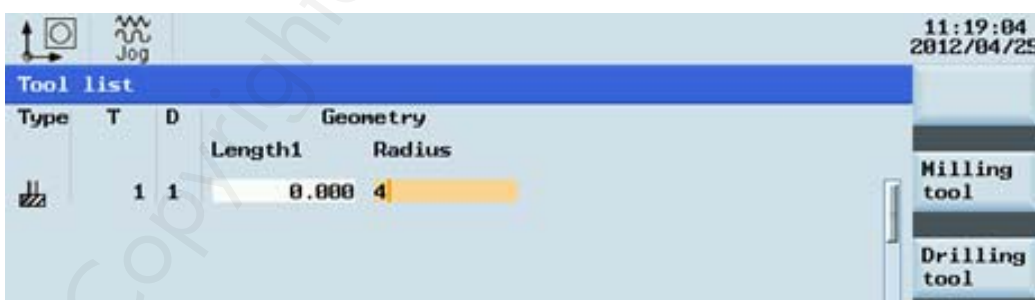 Jog
11:19:04
2012/04/25
Tool list
Type T D Geometry
Length1 Radius
1 1 0.000 4
Milling
tool
Drilling
tool
Copyright